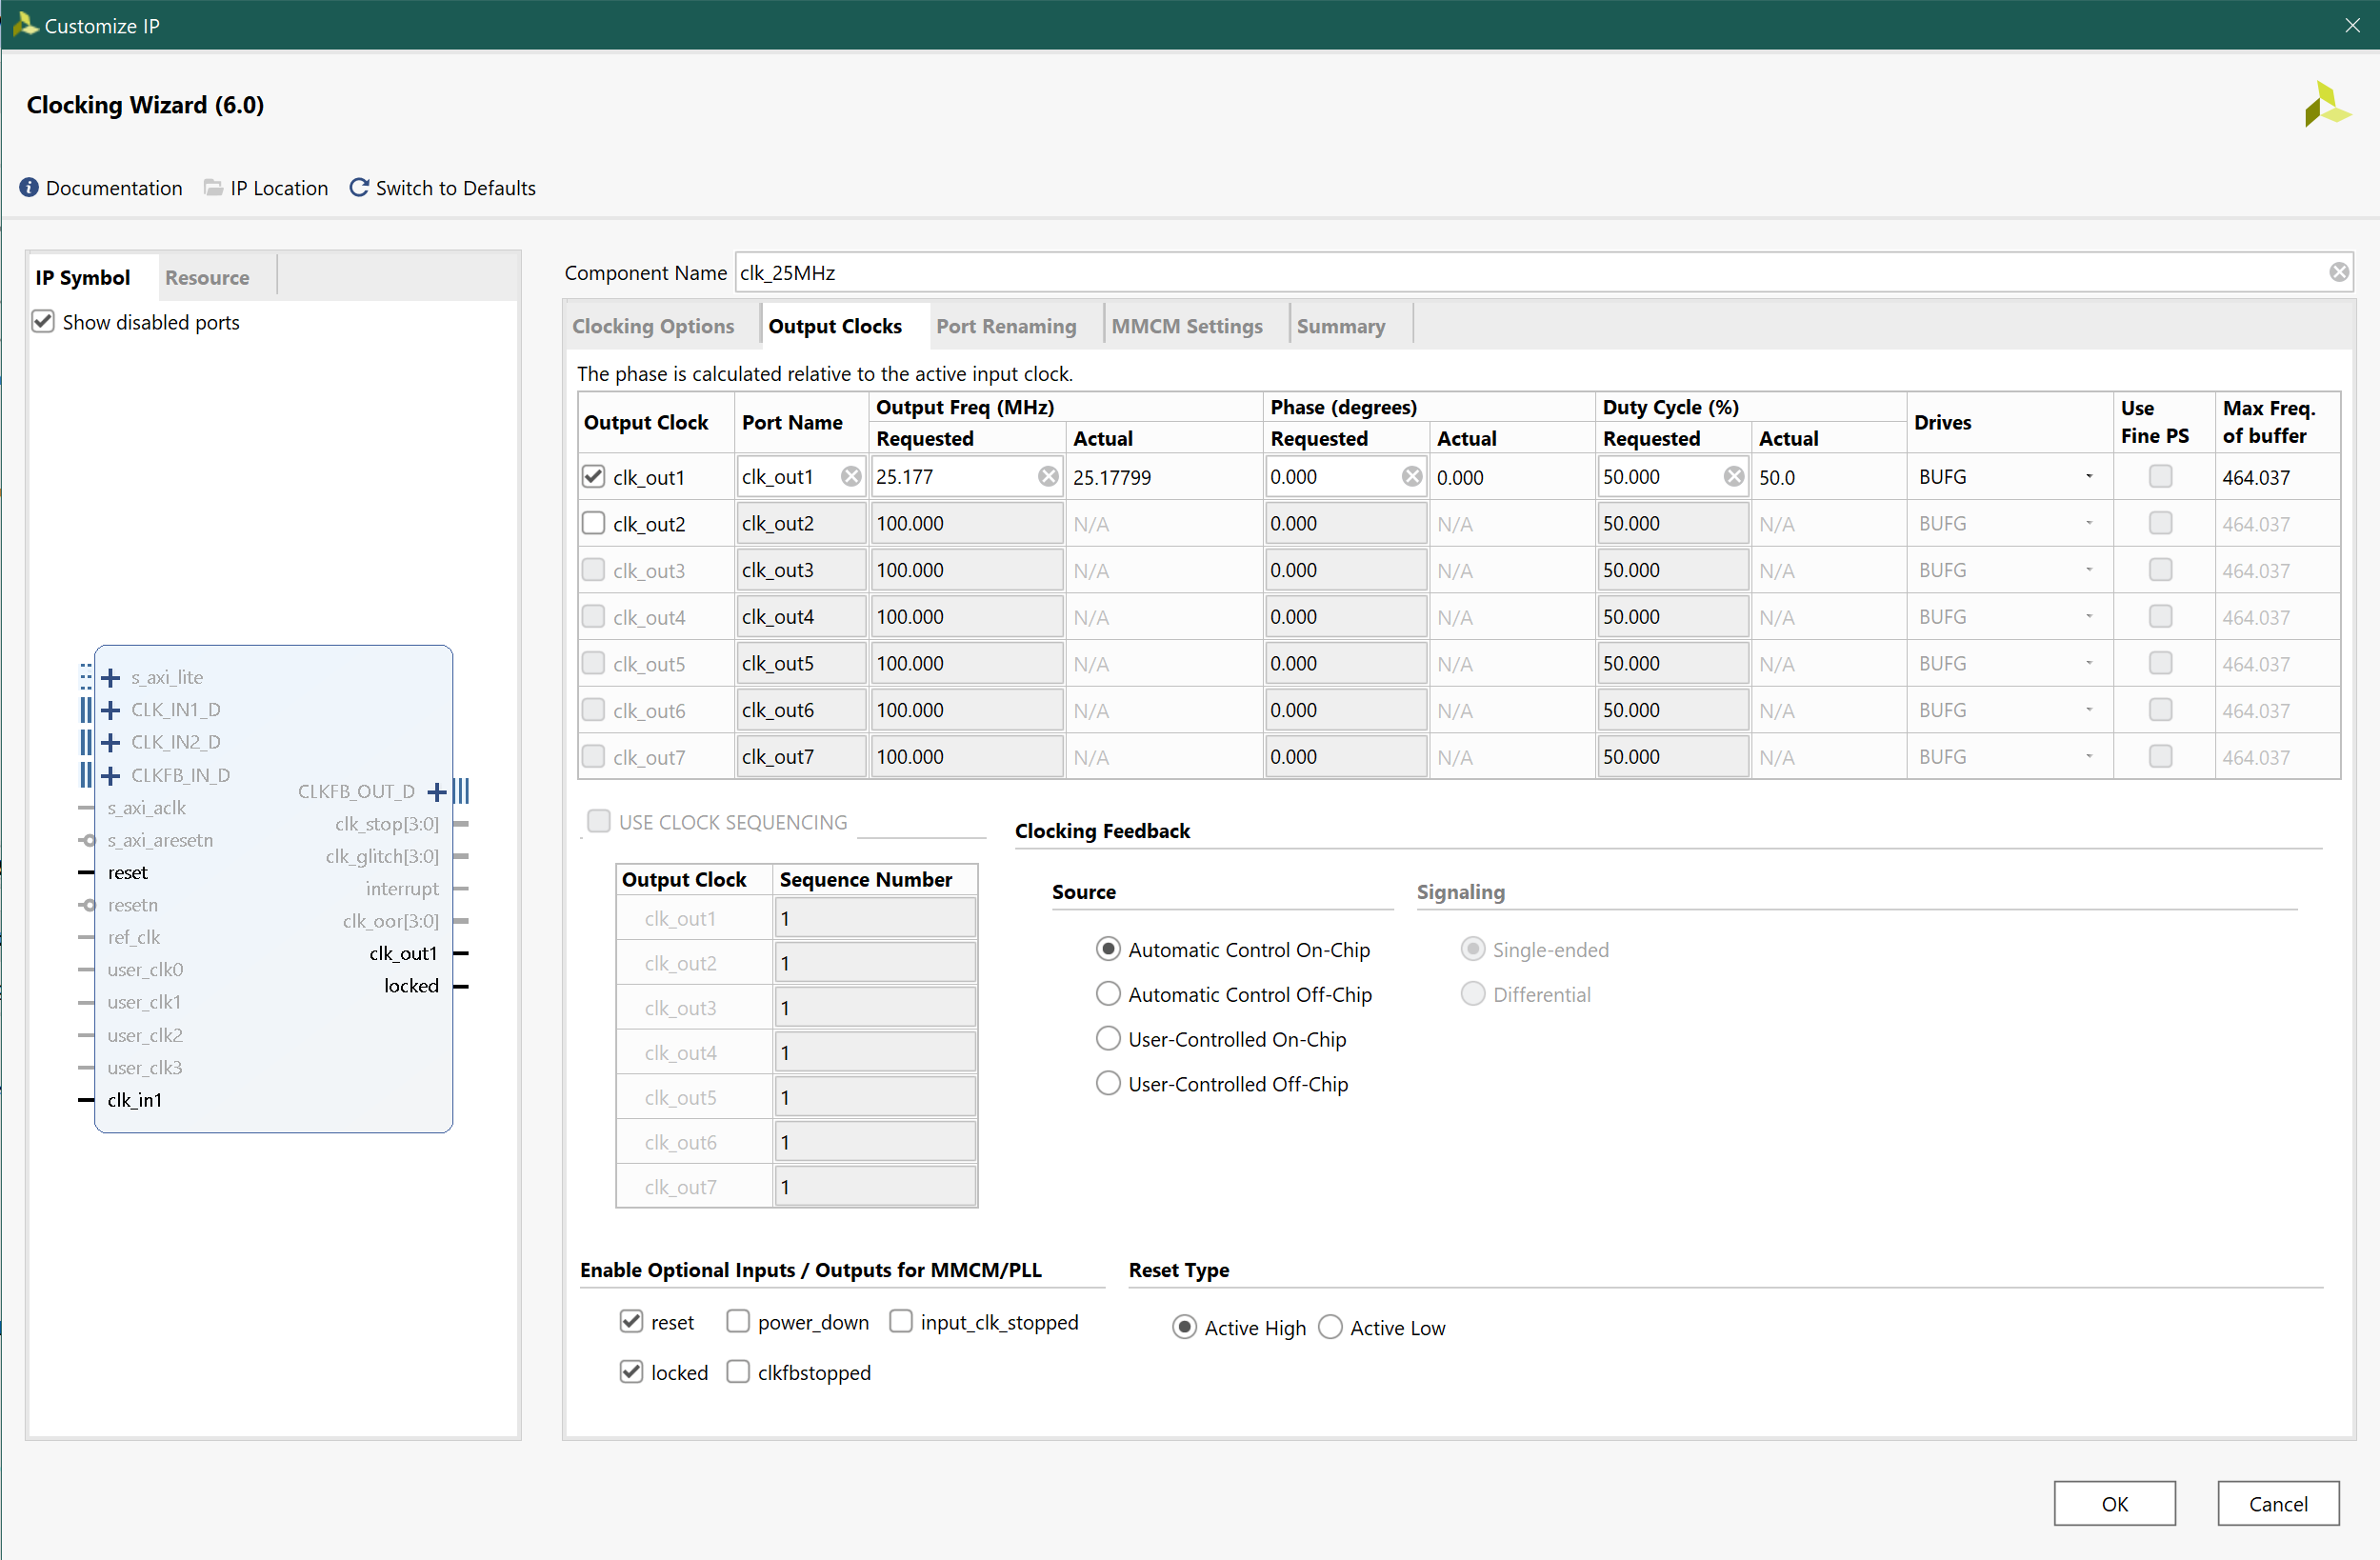 Customize IP
Clocking Wizard (6.0)
Documentation IP Location Switch to Defaults
IP Symbol Resource
Show disabled ports
s_axi_lite
CLK_IN1_D
CLK_IN2_D
CLKFB_IN_D
s_axi_aclk
s_axi_aresetn
reset
resetn
ref_clk
user_clk0
user_clk1
user_clk2
user_clk3
clk_in1
CLKFB_OUT_D
clk_stop[3:0]
clk_glitch[3:0]
interrupt
clk_oor[3:0]
clk_out1
locked
Component Name clk_25MHz
Clocking Options Output Clocks Port Renaming MMCM Settings Summary
The phase is calculated relative to the active input clock.
Output Clock Port Name Output Freq (MHz) Phase (degrees) Duty Cycle (%) Drives Use Fine PS Max Freq. of buffer
Requested Actual Requested Actual Requested Actual
clk_out1 clk_out1 25.177 25.17799 0.000 0.000 50.000 50.0 BUFG 464.037
clk_out2 clk_out2 100.000 N/A 0.000 N/A 50.000 N/A BUFG 464.037
clk_out3 clk_out3 100.000 N/A 0.000 N/A 50.000 N/A BUFG 464.037
clk_out4 clk_out4 100.000 N/A 0.000 N/A 50.000 N/A BUFG 464.037
clk_out5 clk_out5 100.000 N/A 0.000 N/A 50.000 N/A BUFG 464.037
clk_out6 clk_out6 100.000 N/A 0.000 N/A 50.000 N/A BUFG 464.037
clk_out7 clk_out7 100.000 N/A 0.000 N/A 50.000 N/A BUFG 464.037
USE CLOCK SEQUENCING
Output Clock Sequence Number
clk_out1 1
clk_out2 1
clk_out3 1
clk_out4 1
clk_out5 1
clk_out6 1
clk_out7 1
Clocking Feedback
Source
Automatic Control On-Chip
Automatic Control Off-Chip
User-Controlled On-Chip
User-Controlled Off-Chip
Signaling
Single-ended
Differential
Enable Optional Inputs / Outputs for MMCM/PLL
reset power_down input_clk_stopped
locked clkfbstopped
Reset Type
Active High Active Low
OK Cancel